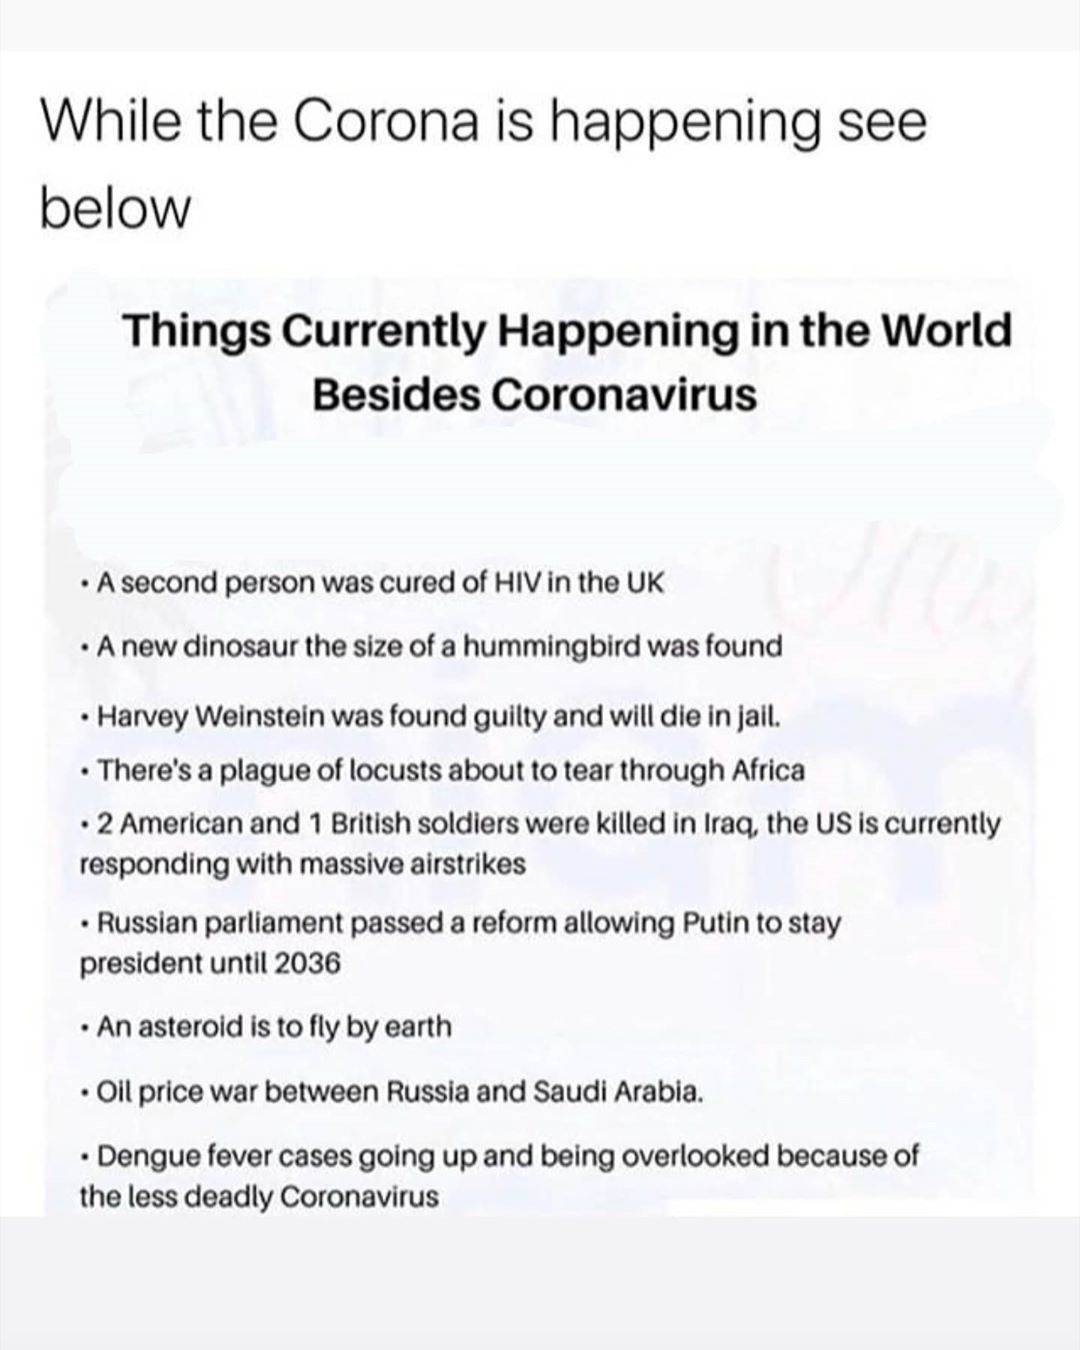 While the Corona is happening see
below
Things Currently Happening in the World
Besides Coronavirus
• A second person was cured of HIV in the UK
• A new dinosaur the size of a hummingbird was found
• Harvey Weinstein was found guilty and will die in jail.
• There's a plague of locusts about to tear through Africa
• 2 American and 1 British soldiers were killed in Iraq, the US is currently
responding with massive airstrikes
• Russian parliament passed a reform allowing Putin to stay
president until 2036
• An asteroid is to fly by earth
• Oil price war between Russia and Saudi Arabia.
• Dengue fever cases going up and being overlooked because of
the less deadly Coronavirus